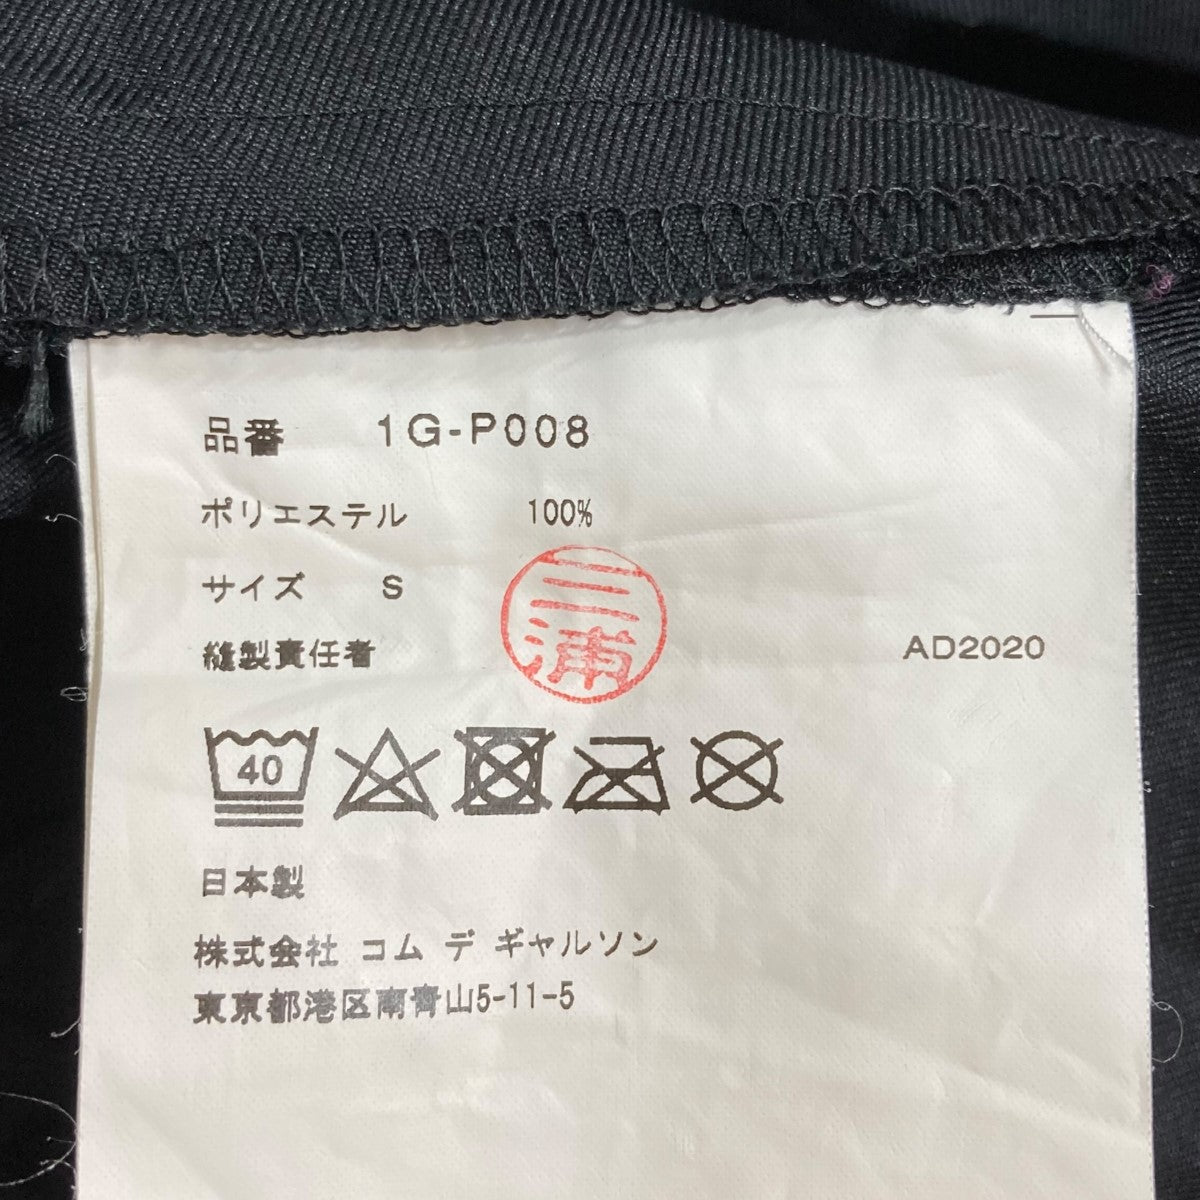 品番 1G-P008
ポリエステル 100%
サイズ S
縫製責任者 三浦 AD2020
40
日本製
株式会社 コム デ ギャルソン
東京都港区南青山5-11-5